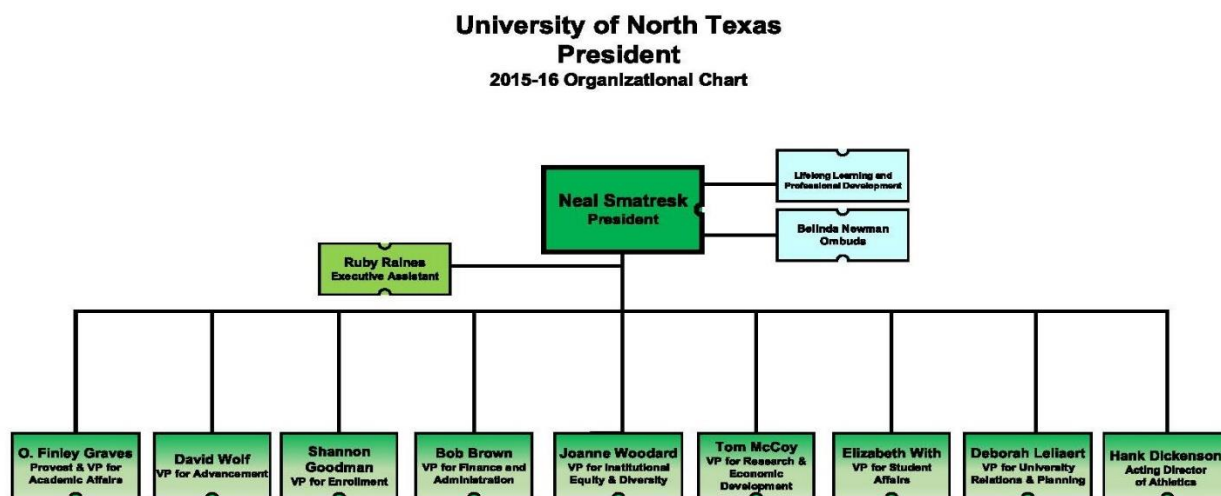 University of North Texas
President
2015-16 Organizational Chart
Lifelong Learning and
Professional Development
Neal Smatresk
President
Belinda Newman
Ombuds
Ruby Raines
Executive Assistant
O. Finley Graves
Provost & VP for
Academic Affairs
David Wolf
VP for Advancement
Shannon
Goodman
VP for Enrollment
Bob Brown
VP for Finance and
Administration
Joanne Woodard
VP for Institutional
Equity & Diversity
Tom McCoy
VP for Research &
Economic
Development
Elizabeth With
VP for Student
Affairs
Deborah Leliaert
VP for University
Relations & Planning
Hank Dickenson
Acting Director
of Athletics